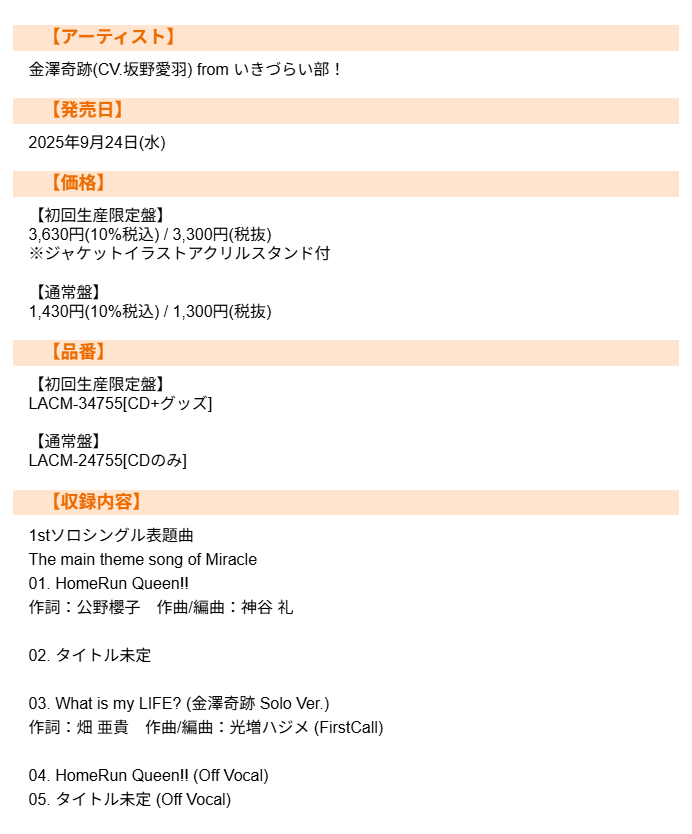 【アーティスト】
金澤奇跡(CV.坂野愛羽) from いきづらい部！
【発売日】
2025年9月24日(水)
【価格】
【初回生産限定盤】
3,630円(10%税込) / 3,300円(税抜)
※ジャケットイラストアクリルスタンド付
【通常盤】
1,430円(10%税込) / 1,300円(税抜)
【品番】
【初回生産限定盤】
LACM-34755[CD+グッズ]
【通常盤】
LACM-24755[CDのみ]
【収録内容】
1stソロシングル表題曲
The main theme song of Miracle
01. HomeRun Queen!!
作詞：公野櫻子　作曲/編曲：神谷 礼
02. タイトル未定
03. What is my LIFE? (金澤奇跡 Solo Ver.)
作詞：畑 亜貴　作曲/編曲：光増ハジメ (FirstCall)
04. HomeRun Queen!! (Off Vocal)
05. タイトル未定 (Off Vocal)